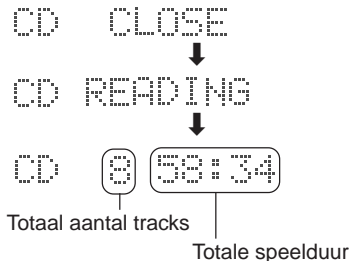 CD CLOSE
CD READING
CD 8 58:34
Totaal aantal tracks
Totale speelduur